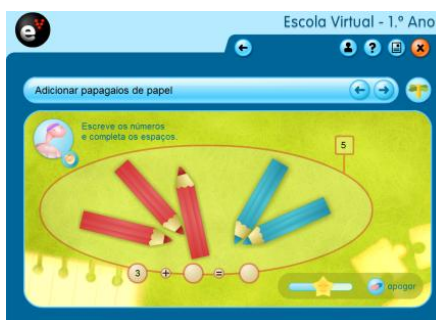 Escola Virtual - 1.º Ano
e
?
Adicionar papagaios de papel
Escreve os números
e completa os espaços.
5
3 + =
apagar